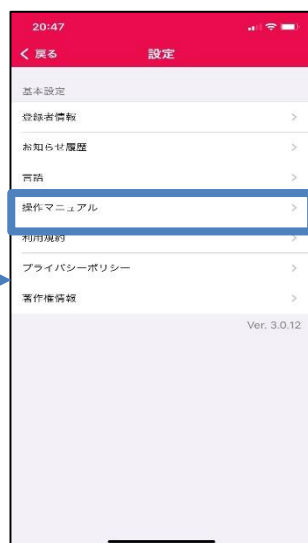 20:47
戻る
設定
基本設定
登録者情報
お知らせ履歴
言語
操作マニュアル
利用規約
プライバシーポリシー
著作権情報
Ver. 3.0.12